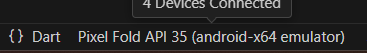 4 Devices Connected
{} Dart Pixel Fold API 35 (android-x64 emulator)